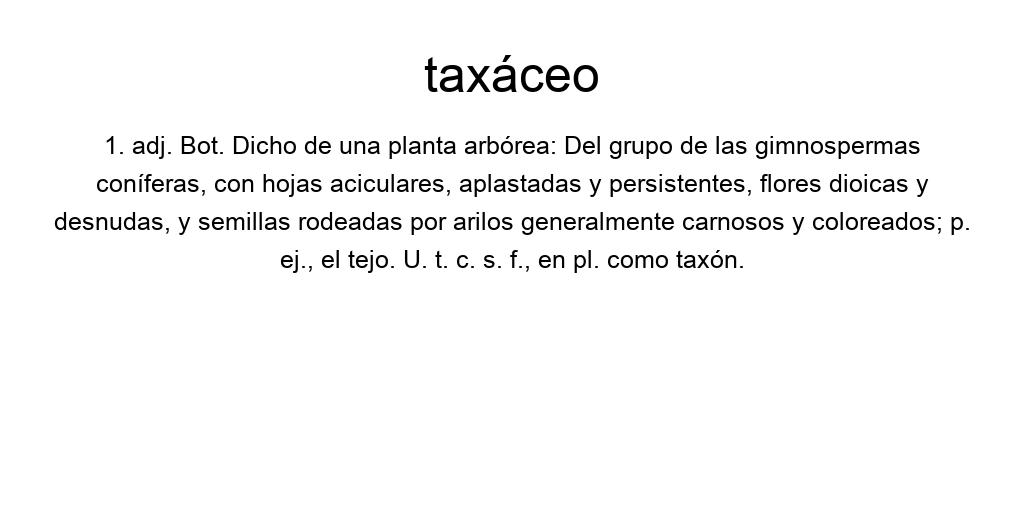 taxáceo
1. adj. Bot. Dicho de una planta arbórea: Del grupo de las gimnospermas
coníferas, con hojas aciculares, aplastadas y persistentes, flores dioicas y
desnudas, y semillas rodeadas por arilos generalmente carnosos y coloreados; p.
ej., el tejo. U. t. c. s. f., en pl. como taxón.